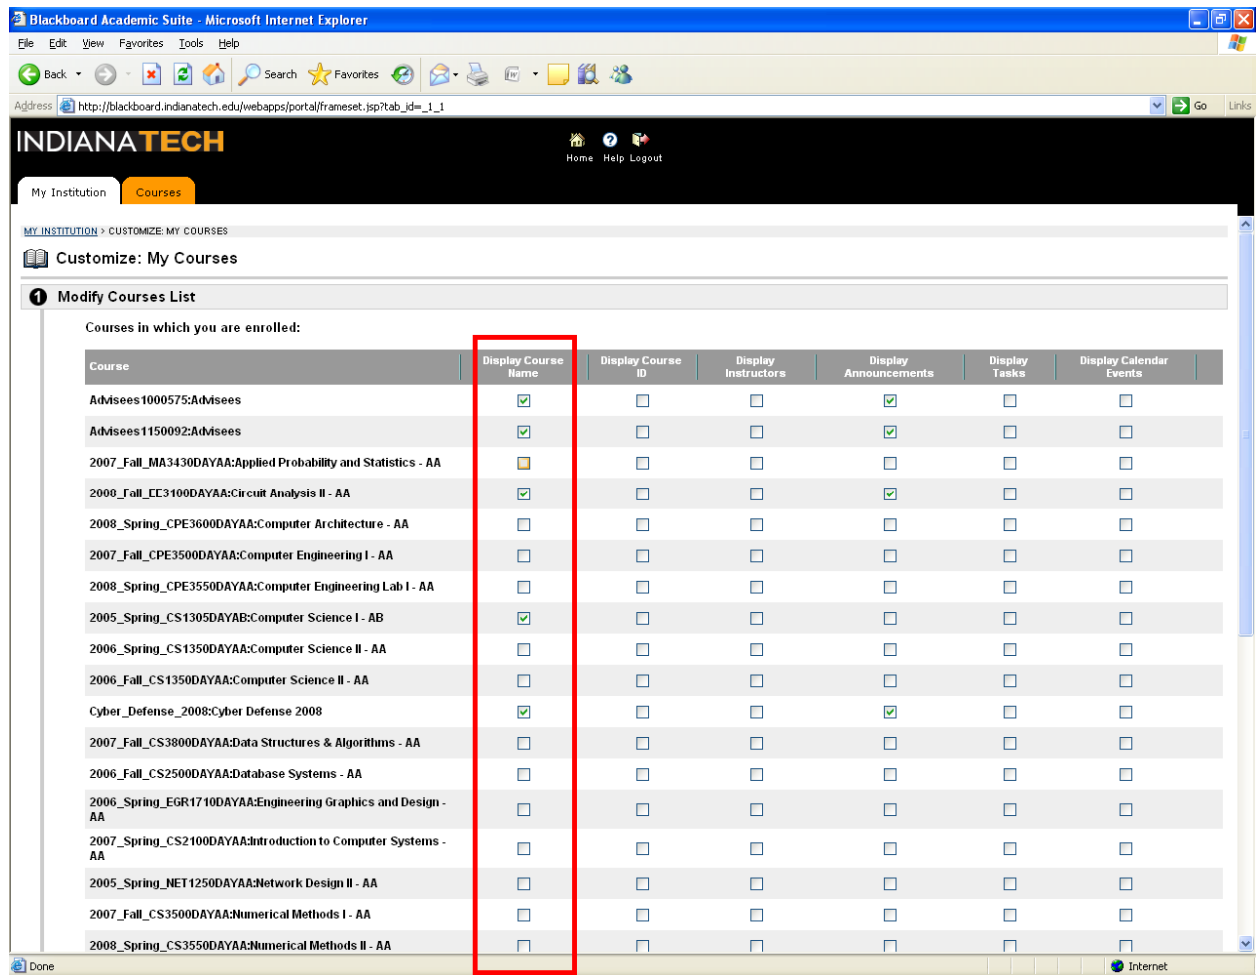 Blackboard Academic Suite - Microsoft Internet Explorer
File Edit View Favorites Tools Help
Back Search Favorites
Address http://blackboard.indianatech.edu/webapps/portal/frameset.jsp?tab_id=_1_1 Go Links
INDIANA TECH
Home Help Logout
My Institution Courses
MY INSTITUTION > CUSTOMIZE: MY COURSES
Customize: My Courses
1 Modify Courses List
Courses in which you are enrolled:
Course Display Course Name Display Course ID Display Instructors Display Announcements Display Tasks Display Calendar Events
Advisees1000575:Advisees
Advisees1150092:Advisees
2007_Fall_MA3430DAYAA:Applied Probability and Statistics - AA
2008_Fall_EE3100DAYAA:Circuit Analysis II - AA
2008_Spring_CPE3600DAYAA:Computer Architecture - AA
2007_Fall_CPE3500DAYAA:Computer Engineering I - AA
2008_Spring_CPE3550DAYAA:Computer Engineering Lab I - AA
2005_Spring_CS1305DAYAB:Computer Science I - AB
2006_Spring_CS1350DAYAA:Computer Science II - AA
2006_Fall_CS1350DAYAA:Computer Science II - AA
Cyber_Defense_2008:Cyber Defense 2008
2007_Fall_CS3800DAYAA:Data Structures & Algorithms - AA
2006_Fall_CS2500DAYAA:Database Systems - AA
2006_Spring_EGR1710DAYAA:Engineering Graphics and Design -
AA
2007_Spring_CS2100DAYAA:Introduction to Computer Systems -
AA
2005_Spring_NET1250DAYAA:Network Design II - AA
2007_Fall_CS3500DAYAA:Numerical Methods I - AA
2008_Spring_CS3550DAYAA:Numerical Methods II - AA
Done Internet